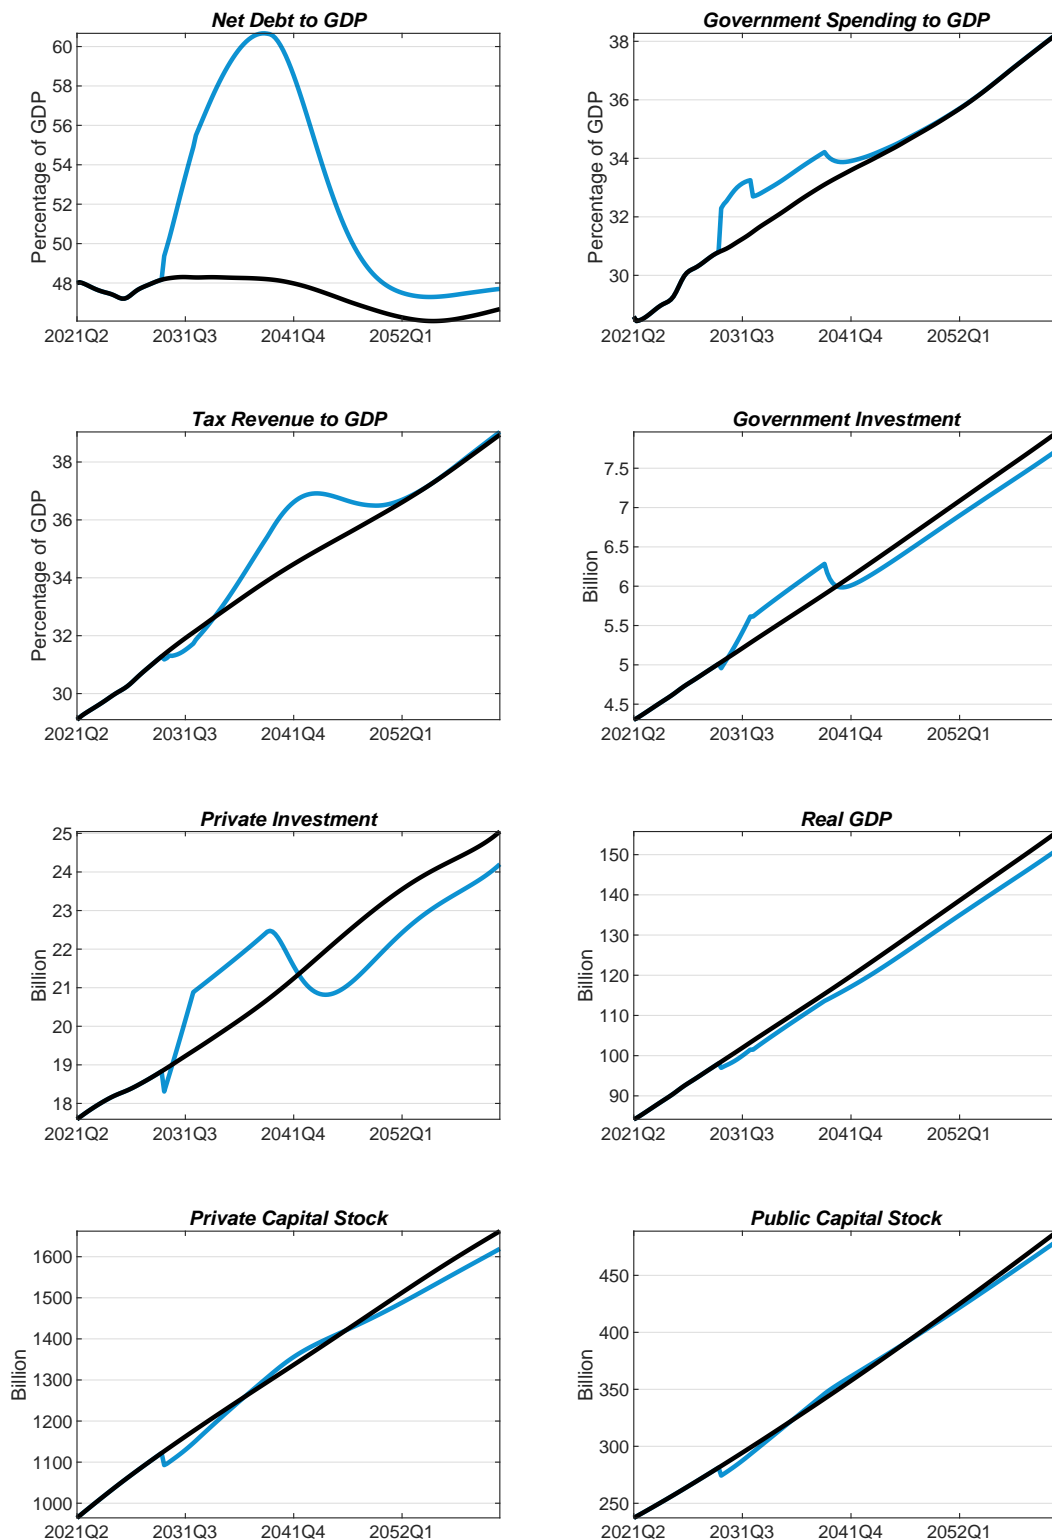 Net Debt to GDP
Percentage of GDP
60
58
56
54
52
50
48
2021Q2 2031Q3 2041Q4 2052Q1
Government Spending to GDP
Percentage of GDP
38
36
34
32
30
2021Q2 2031Q3 2041Q4 2052Q1
Tax Revenue to GDP
Percentage of GDP
38
36
34
32
30
2021Q2 2031Q3 2041Q4 2052Q1
Government Investment
Billion
7.5
7
6.5
6
5.5
5
4.5
2021Q2 2031Q3 2041Q4 2052Q1
Private Investment
Billion
25
24
23
22
21
20
19
18
2021Q2 2031Q3 2041Q4 2052Q1
Real GDP
Billion
150
140
130
120
110
100
90
2021Q2 2031Q3 2041Q4 2052Q1
Private Capital Stock
Billion
1600
1500
1400
1300
1200
1100
1000
2021Q2 2031Q3 2041Q4 2052Q1
Public Capital Stock
Billion
450
400
350
300
250
2021Q2 2031Q3 2041Q4 2052Q1